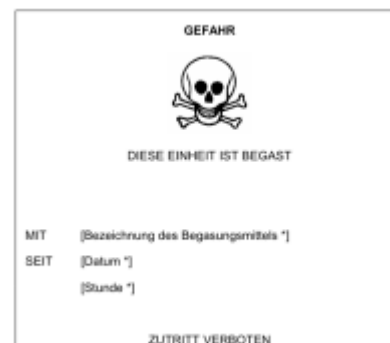 GEFAHR
DIESE EINHEIT IST BEGAST
MIT [Bezeichnung des Begasungsmittels *]
SEIT [Datum *]
[Stunde *]
ZUTRITT VERBOTEN